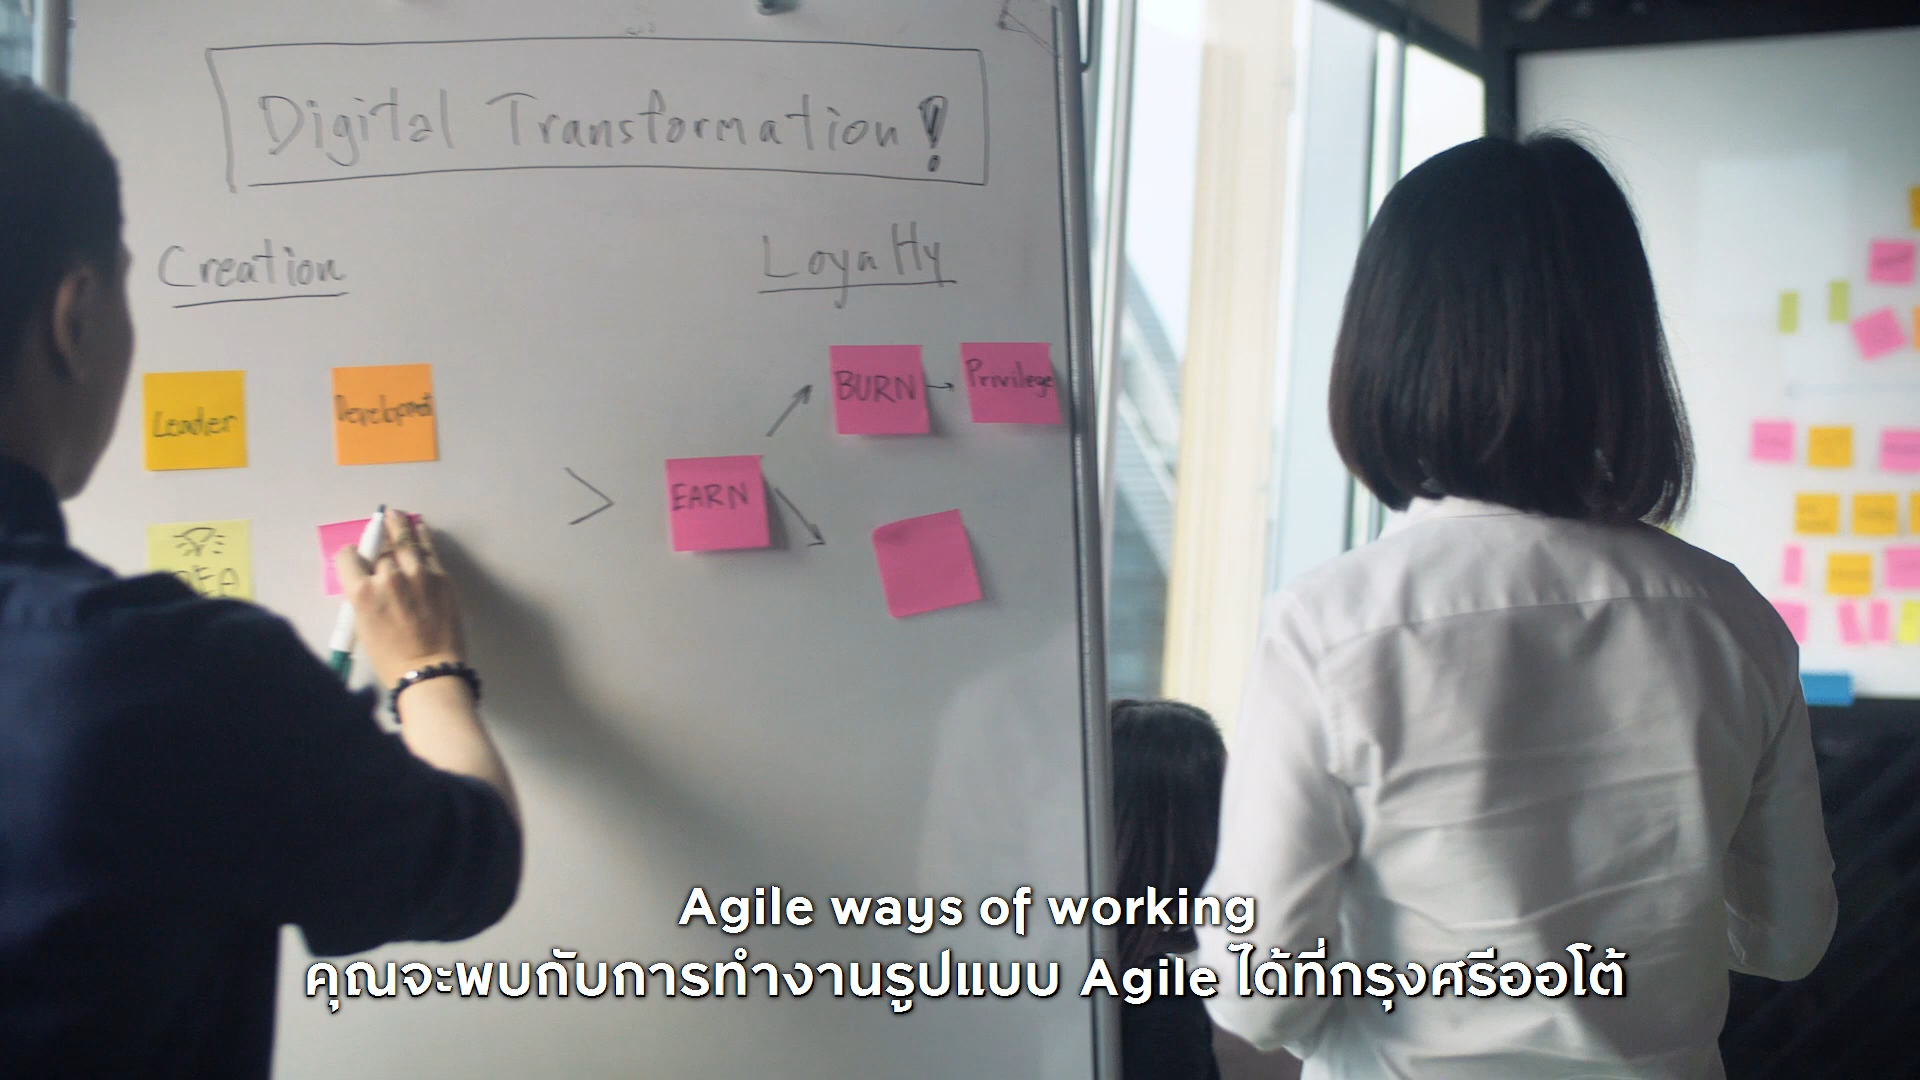 Digital Transformation!
Creation
Loyalty
Leader
Development
BURN
Privilege
EARN
Agile ways of working
คุณจะพบกับการทำงานรูปแบบ Agile ได้ที่กรุงศรีออโต้